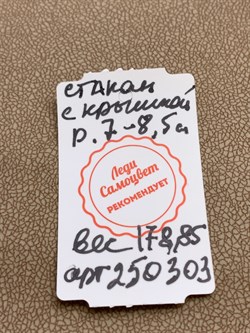 стакан
с крышкой
р. 7-8,5 см
Леди
Самоцвет
РЕКОМЕНДУЕТ
вес 178,85
арт 250303